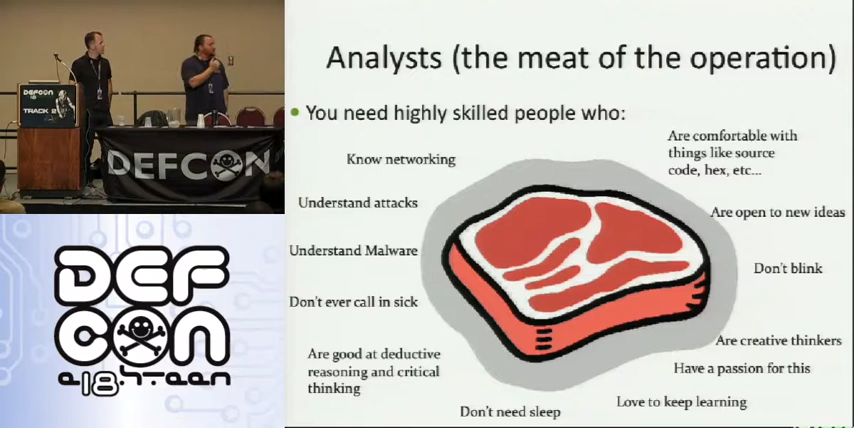 DEFCON
TRACK 2
DEFCON
DEF
CON
e18hteen
Analysts (the meat of the operation)
You need highly skilled people who:
Know networking
Understand attacks
Understand Malware
Don't ever call in sick
Are good at deductive
reasoning and critical
thinking
Don't need sleep
Are comfortable with
things like source
code, hex, etc...
Are open to new ideas
Don't blink
Are creative thinkers
Have a passion for this
Love to keep learning